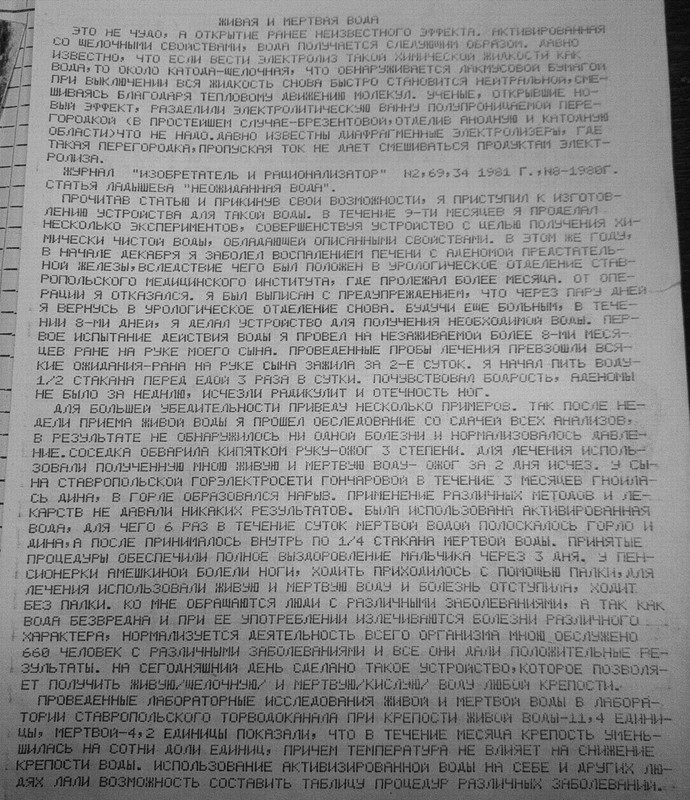 ЖИВАЯ И МЕРТВАЯ ВОДА
ЭТО НЕ ЧУДО, А ОТКРЫТИЕ РАНЕЕ НЕИЗВЕСТНОГО ЭФФЕКТА. АКТИВИРОВАННАЯ
СО ШЕЛОЧНЫМИ СВОЙСТВАМИ, ВОДА ПОЛУЧАЕТСЯ СЛЕДУЮЩИМ ОБРАЗОМ. ДАВНО
ИЗВЕСТНО, ЧТО ЕСЛИ ВЕСТИ ЭЛЕКТРОЛИЗ ТАКОЙ ХИМИЧЕСКОЙ ЖИДКОСТИ КАК
ВОДА,ТО ОКОЛО КАТОДА-ЩЕЛОЧНАЯ, ЧТО ОБНАРУЖИВАЕТСЯ ЛАКМУСОВОЙ БУМАГОЙ
ПРИ ВЫКЛЮЧЕНИИ ВСЯ ЖИДКОСТЬ СНОВА БЫСТРО СТАНОВИТСЯ НЕЙТРАЛЬНОЙ,СМЕ-
ШИВАЯСЬ БЛАГОДАРЯ ТЕПЛОВОМУ ДВИЖЕНИЮ МОЛЕКУЛ. УЧЕНЫЕ, ОТКРЫВШИЕ НО-
ВЫЙ ЭФФЕКТ, РАЗДЕЛИЛИ ЭЛЕКТРОЛИТИЧЕСКУЮ ВАННУ ПОЛУПРОНИЦАЕМОЙ ПЕРЕ-
ГОРОДКОЙ (В ПРОСТЕЙШЕМ СЛУЧАЕ-БРЕЗЕНТОВОЙ,ОТДЕЛИВ АНОДНУЮ И КАТОДНУЮ
ОБЛАСТИ)ЧТО НЕ НАДО.ДАВНО ИЗВЕСТНЫ ДИАФРАГМЕННЫЕ ЭЛЕКТРОЛИЗЕРЫ, ГДЕ
ТАКАЯ ПЕРЕГОРОДКА,ПРОПУСКАЯ ТОК НЕ ДАЕТ СМЕШИВАТЬСЯ ПРОДУКТАМ ЭЛЕКТ-
РОЛИЗА.
ЖУРНАЛ "ИЗОБРЕТАТЕЛЬ И РАЦИОНАЛИЗАТОР" N2,69,34 1981 Г.,N8-1980Г.
СТАТЬЯ ЛАДЫШЕВА "НЕОЖИДАННАЯ ВОДА".
ПРОЧИТАВ СТАТЬЮ И ПРИКИНУВ СВОИ ВОЗМОЖНОСТИ, Я ПРИСТУПИЛ К ИЗГОТОВ-
ЛЕНИЮ УСТРОЙСТВА ДЛЯ ТАКОЙ ВОДЫ. В ТЕЧЕНИЕ 9-ТИ МЕСЯЦЕВ Я ПРОДЕЛАЛ
НЕСКОЛЬКО ЭКСПЕРИМЕНТОВ, СОВЕРШЕНСТВУЯ УСТРОЙСТВО С ЦЕЛЬЮ ПОЛУЧЕНИЯ ХИ-
МИЧЕСКИ ЧИСТОЙ ВОДЫ, ОБЛАДАЮЩЕЙ ОПИСАННЫМИ СВОЙСТВАМИ. В ЭТОМ ЖЕ ГОДУ,
В НАЧАЛЕ ДЕКАБРЯ Я ЗАБОЛЕЛ ВОСПАЛЕНИЕМ ПЕЧЕНИ С АДЕНОМОЙ ПРЕДСТАТЕЛЬ-
НОЙ ЖЕЛЕЗЫ,ВСЛЕДСТВИЕ ЧЕГО БЫЛ ПОЛОЖЕН В УРОЛОГИЧЕСКОЕ ОТДЕЛЕНИЕ СТАВ-
РОПОЛЬСКОГО МЕДИЦИНСКОГО ИНСТИТУТА, ГДЕ ПРОЛЕЖАЛ БОЛЕЕ МЕСЯЦА. ОТ ОПЕ-
РАЦИИ Я ОТКАЗАЛСЯ. Я БЫЛ ВЫПИСАН С ПРЕДУПРЕЖДЕНИЕМ, ЧТО ЧЕРЕЗ ПАРУ ДНЕЙ
Я ВЕРНУСЬ В УРОЛОГИЧЕСКОЕ ОТДЕЛЕНИЕ СНОВА. БУДУЧИ ЕЩЕ БОЛЬНЫМ, В ТЕЧЕ-
НИИ 8-МИ ДНЕЙ, Я ДЕЛАЛ УСТРОЙСТВО ДЛЯ ПОЛУЧЕНИЯ НЕОБХОДИМОЙ ВОДЫ. ПЕР-
ВОЕ ИСПЫТАНИЕ ДЕЙСТВИЯ ВОДЫ Я ПРОВЕЛ НА НЕЗАЖИВАЕМОЙ БОЛЕЕ 8-МИ МЕСЯ-
ЦЕВ РАНЕ НА РУКЕ МОЕГО СЫНА. ПРОВЕДЕННЫЕ ПРОБЫ ЛЕЧЕНИЯ ПРЕВЗОШЛИ ВСЯ-
КИЕ ОЖИДАНИЯ-РАНА НА РУКЕ СЫНА ЗАЖИЛА ЗА 2-Е СУТОК. Я НАЧАЛ ПИТЬ ВОДУ-
1/2 СТАКАНА ПЕРЕД ЕДОЙ 3 РАЗА В СУТКИ. ПОЧУВСТВОВАЛ БОДРОСТЬ, АДЕНОМЫ
НЕ БЫЛО ЗА НЕДНЛЮ, ИСЧЕЗЛИ РАДИКУЛИТ И ОТЕЧНОСТЬ НОГ.
ДЛЯ БОЛЬШЕЙ УБЕДИТЕЛЬНОСТИ ПРИВЕДУ НЕСКОЛЬКО ПРИМЕРОВ. ТАК ПОСЛЕ НЕ-
ДЕЛИ ПРИЕМА ЖИВОЙ ВОДЫ Я ПРОШЕЛ ОБСЛЕДОВАНИЕ СО СДАЧЕЙ ВСЕХ АНАЛИЗОВ,
В РЕЗУЛЬТАТЕ НЕ ОБНАРУЖИЛОСЬ НИ ОДНОЙ БОЛЕЗНИ И НОРМАЛИЗОВАЛОСЬ ДАВЛЕ-
НИЕ.СОСЕДКА ОБВАРИЛА КИПЯТКОМ РУКУ-ОЖОГ 3 СТЕПЕНИ. ДЛЯ ЛЕЧЕНИЯ ИСПОЛЬ-
ЗОВАЛИ ПОЛУЧЕННУЮ МНОЮ ЖИВУЮ И МЕРТВУЮ ВОДУ- ОЖОГ ЗА 2 ДНЯ ИСЧЕЗ. У СЫ-
НА СТАВРОПОЛЬСКОЙ ГОРЭЛЕКТРОСЕТИ ГОНЧАРОВОЙ В ТЕЧЕНИЕ 3 МЕСЯЦЕВ ГНОИЛА-
СЬ ДИНА, В ГОРЛЕ ОБРАЗОВАЛСЯ НАРЫВ. ПРИМЕНЕНИЕ РАЗЛИЧНЫХ МЕТОДОВ И ЛЕ-
КАРСТВ НЕ ДАВАЛИ НИКАКИХ РЕЗУЛЬТАТОВ. БЫЛА ИСПОЛЬЗОВАНА АКТИВИРОВАННАЯ
ВОДА, ДЛЯ ЧЕГО 6 РАЗ В ТЕЧЕНИЕ СУТОК МЕРТВОЙ ВОДОЙ ПОЛОСКАЛОСЬ ГОРЛО И
ДИНА,А ПОСЛЕ ПРИНИМАЛОСЬ ВНУТРЬ ПО 1/4 СТАКАНА МЕРТВОЙ ВОДЫ. ПРИНЯТЫЕ
ПРОЦЕДУРЫ ОБЕСПЕЧИЛИ ПОЛНОЕ ВЫЗДОРОВЛЕНИЕ МАЛЬЧИКА ЧЕРЕЗ 3 ДНЯ. У ПЕН-
СИОНЕРКИ АМЕШКИНОЙ БОЛЕЛИ НОГИ, ХОДИТЬ ПРИХОДИЛОСЬ С ПОМОЩЬЮ ПАЛКИ,ДЛЯ
ЛЕЧЕНИЯ ИСПОЛЬЗОВАЛИ ЖИВУЮ И МЕРТВУЮ ВОДУ И БОЛЕЗНЬ ОТСТУПИЛА, ХОДИТ
БЕЗ ПАЛКИ. КО МНЕ ОБРАЩАЮТСЯ ЛЮДИ С РАЗЛИЧНЫМИ ЗАБОЛЕВАНИЯМИ, А ТАК КАК
ВОДА БЕЗВРЕДНА И ПРИ ЕЕ УПОТРЕБЛЕНИИ ИЗЛЕЧИВАЮТСЯ БОЛЕЗНИ РАЗЛИЧНОГО
ХАРАКТЕРА, НОРМАЛИЗУЕТСЯ ДЕЯТЕЛЬНОСТЬ ВСЕГО ОРГАНИЗМА МНОЮ ОБСЛУЖЕНО
660 ЧЕЛОВЕК С РАЗЛИЧНЫМИ ЗАБОЛЕВАНИЯМИ И ВСЕ ОНИ ДАЛИ ПОЛОЖИТЕЛЬНЫЕ РЕ-
ЗУЛЬТАТЫ. НА СЕГОДНЯШНИЙ ДЕНЬ СДЕЛАНО ТАКОЕ УСТРОЙСТВО,КОТОРОЕ ПОЗВОЛЯ-
ЕТ ПОЛУЧИТЬ ЖИВУЮ/ЩЕЛОЧНУЮ/ И МЕРТВУЮ/КИСЛУЮ/ ВОДУ ЛЮБОЙ КРЕПОСТИ.
ПРОВЕДЕННЫЕ ЛАБОРАТОРНЫЕ ИССЛЕДОВАНИЯ ЖИВОЙ И МЕРТВОЙ ВОДЫ В ЛАБОРА-
ТОРИИ СТАВРОПОЛЬСКОГО ТОРВОДОКАНАЛА ПРИ КРЕПОСТИ ЖИВОЙ ВОДЫ-11,4 ЕДИНИ-
ЦЫ, МЕРТВОЙ-4,2 ЕДИНИЦЫ ПОКАЗАЛИ, ЧТО В ТЕЧЕНИЕ МЕСЯЦА КРЕПОСТЬ УМЕНЬ-
ШИЛАСЬ НА СОТНИ ДОЛИ ЕДИНИЦ, ПРИЧЕМ ТЕМПЕРАТУРА НЕ ВЛИЯЕТ НА СНИЖЕНИЕ
КРЕПОСТИ ВОДЫ. ИСПОЛЬЗОВАНИЕ АКТИВИЗИРОВАННОЙ ВОДЫ НА СЕБЕ И ДРУГИХ ЛЮ-
ДЯХ ЛАЛИ ВОЗМОЖНОСТЬ СОСТАВИТЬ ТАБЛИЦУ ПРОЦЕДУР РАЗЛИЧНЫХ ЗАБОЛЕВАНИЙ.